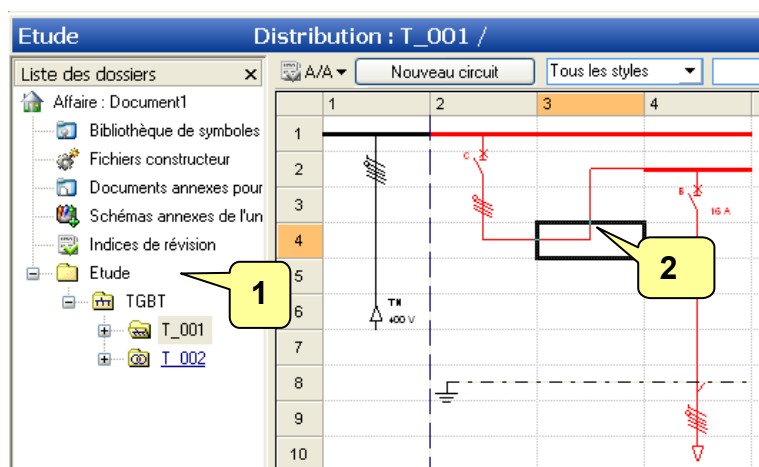 Etude
Distribution : T_001 /
Liste des dossiers x
A/A Nouveau circuit Tous les styles
Affaire : Document1
Bibliothèque de symboles
Fichiers constructeur
Documents annexes pour
Schémas annexes de l'un
Indices de révision
Etude
TGBT
T_001
T_002
1 2 3 4
1
2
3
4
5
6
7
8
9
10
C
B
16 A
TN
400 V
1
2